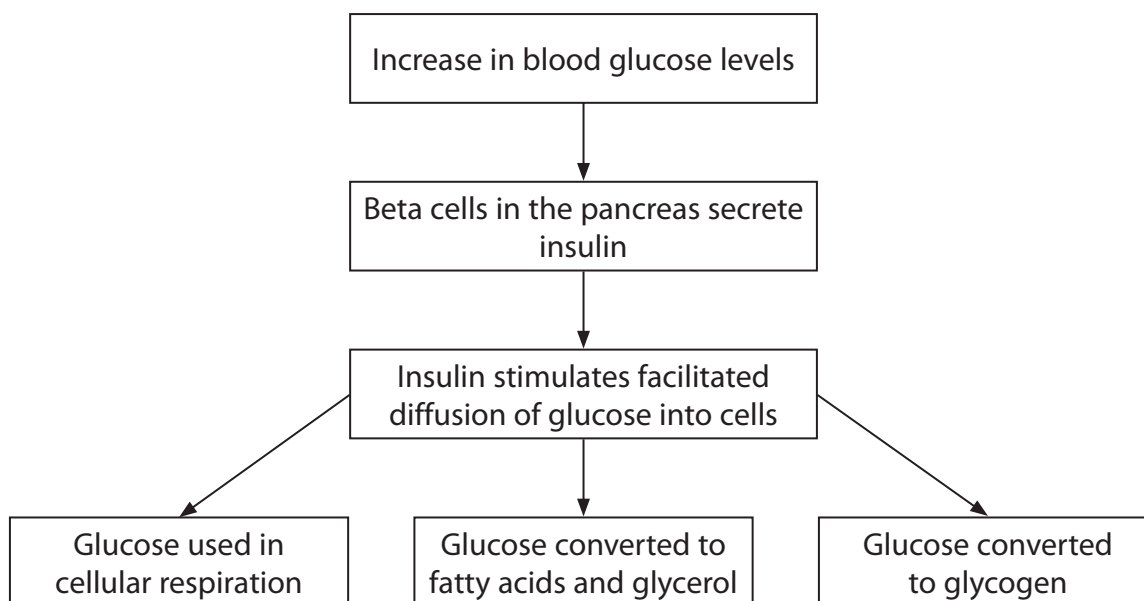 Increase in blood glucose levels
Beta cells in the pancreas secrete
insulin
Insulin stimulates facilitated
diffusion of glucose into cells
Glucose used in
cellular respiration
Glucose converted to
fatty acids and glycerol
Glucose converted
to glycogen